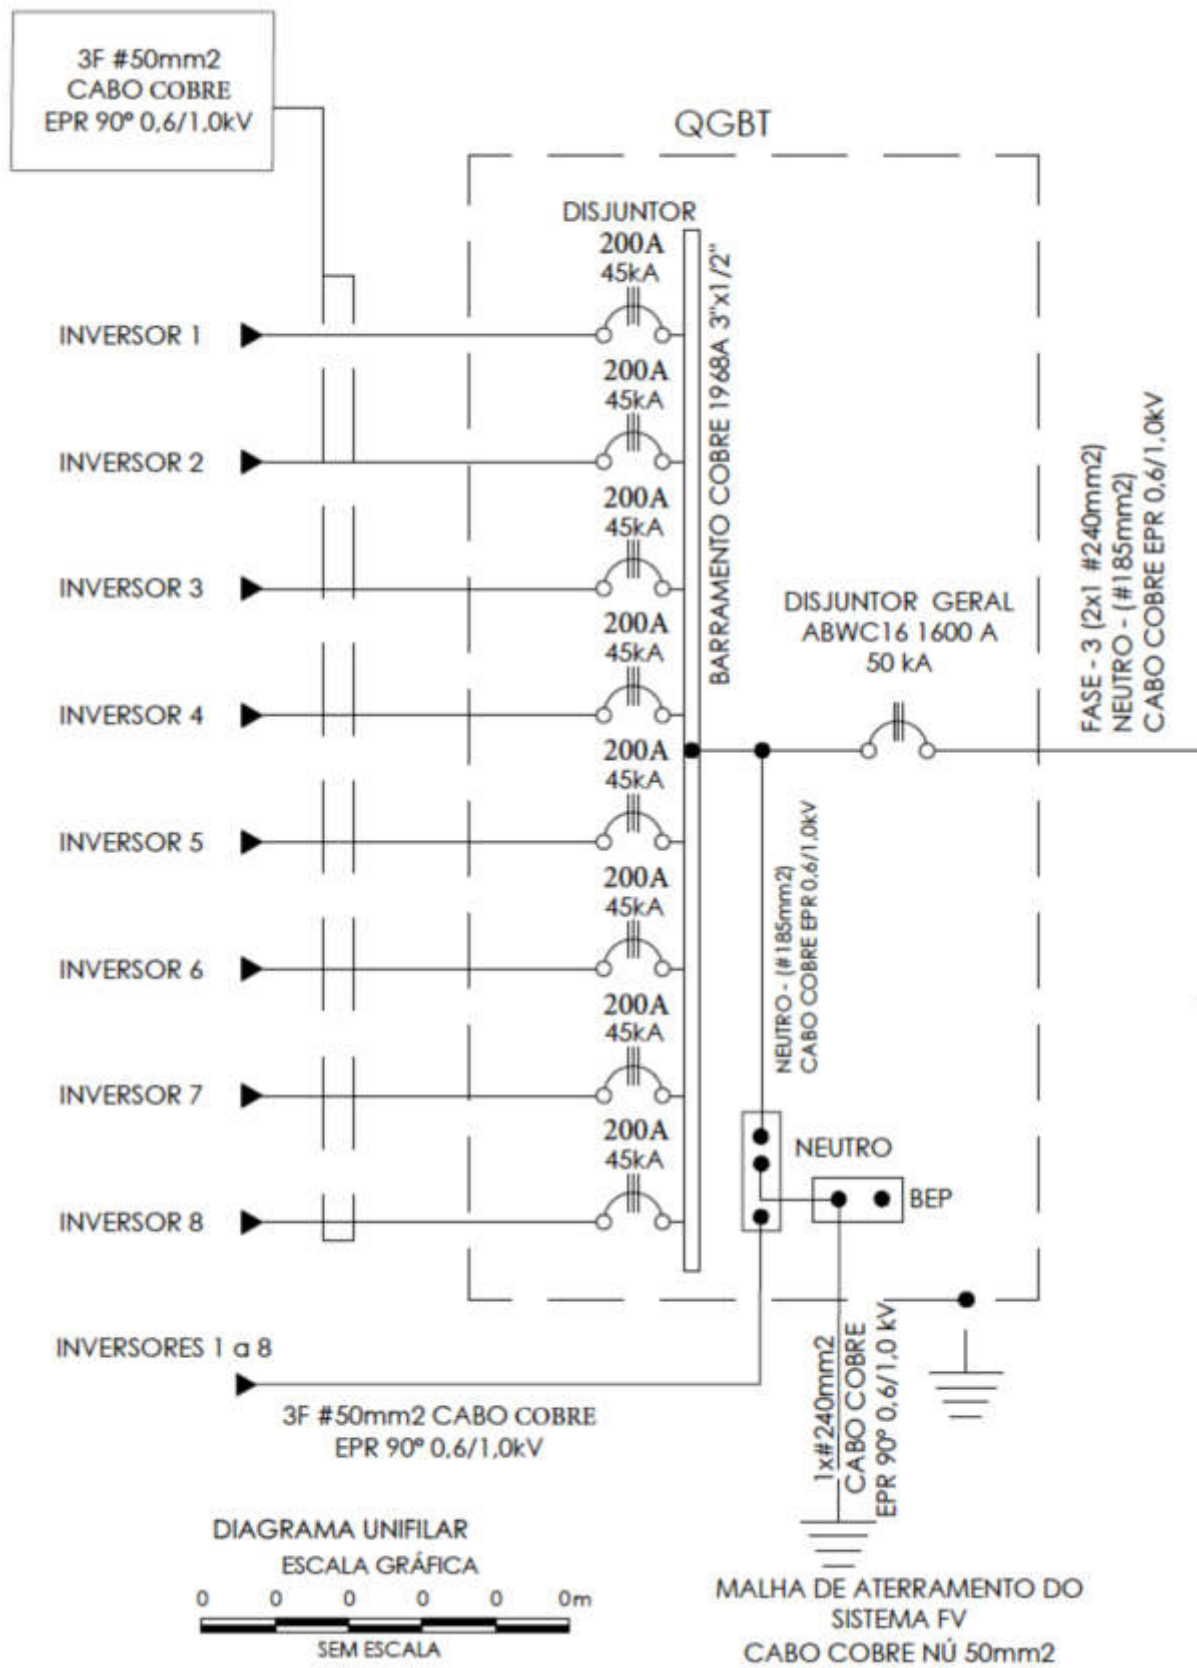 3F #50mm2
CABO COBRE
EPR 90º 0,6/1,0kV
QGBT
DISJUNTOR
200A
45kA
INVERSOR 1
200A
45kA
INVERSOR 2
200A
45kA
INVERSOR 3
200A
45kA
INVERSOR 4
200A
45kA
INVERSOR 5
200A
45kA
INVERSOR 6
200A
45kA
INVERSOR 7
200A
45kA
INVERSOR 8
BARRAMENTO COBRE 1968A 3"x1/2"
DISJUNTOR GERAL
ABWC16 1600 A
50 kA
FASE - 3 (2x1 #240mm2)
NEUTRO - (#185mm2)
CABO COBRE EPR 0,6/1,0kV
NEUTRO - (#185mm2)
CABO COBRE EPR 0,6/1,0kV
NEUTRO
BEP
INVERSORES 1 a 8
3F #50mm2 CABO COBRE
EPR 90º 0,6/1,0kV
1x#240mm2
CABO COBRE
EPR 90º 0,6/1,0 kV
DIAGRAMA UNIFILAR
ESCALA GRÁFICA
0 0 0 0 0 0m
SEM ESCALA
MALHA DE ATERRAMENTO DO
SISTEMA FV
CABO COBRE NÚ 50mm2